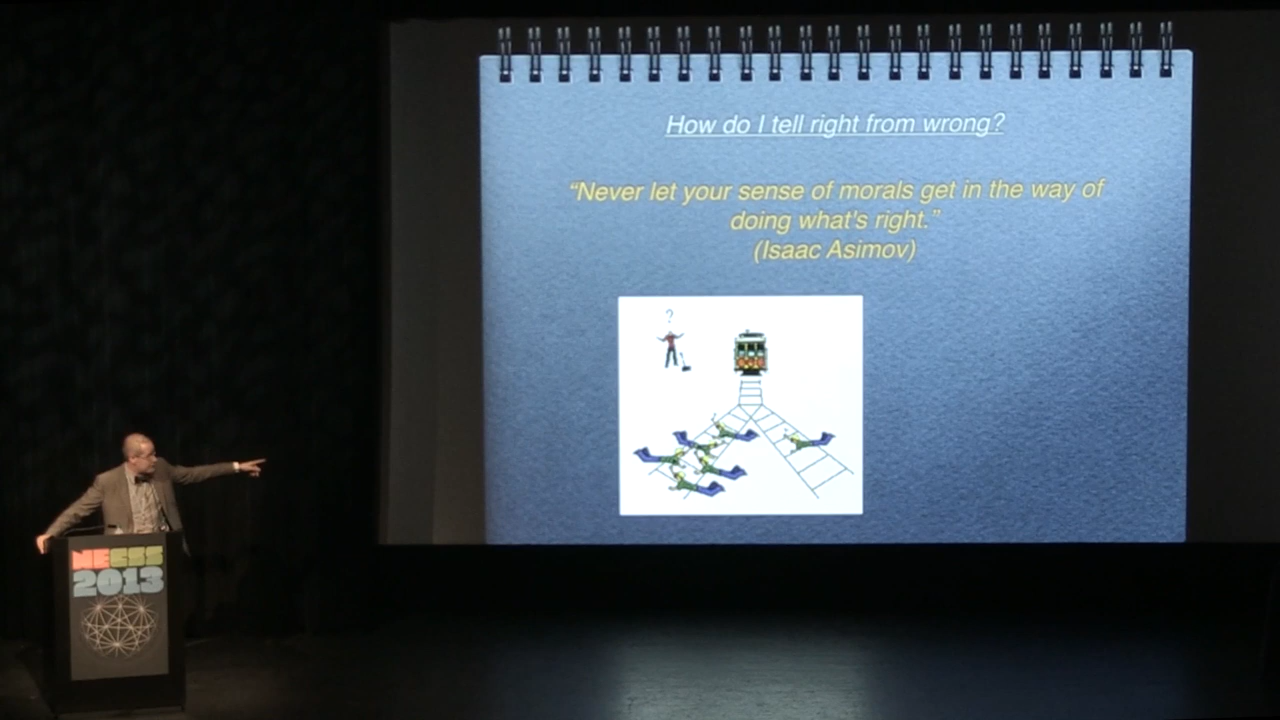 How do I tell right from wrong?
“Never let your sense of morals get in the way of
doing what's right.”
(Isaac Asimov)
?
NECSS
2013